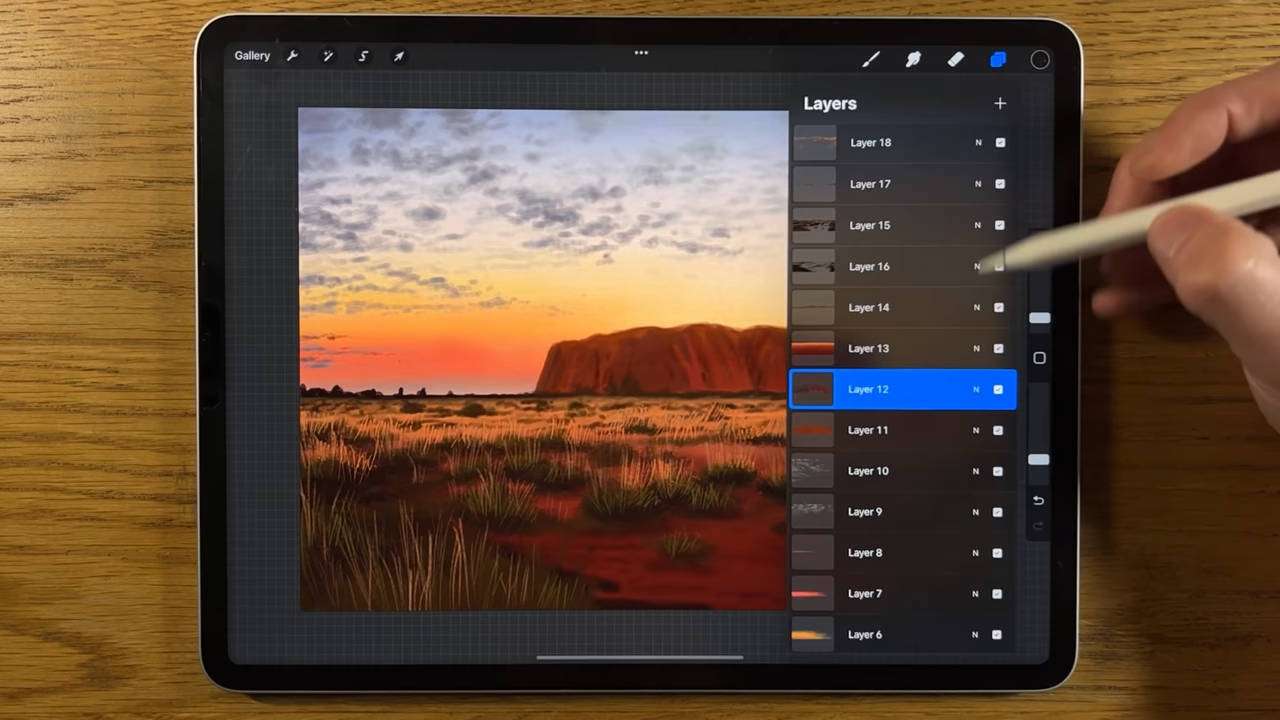 Gallery
Layers
Layer 18 N
Layer 17 N
Layer 15 N
Layer 16 N
Layer 14 N
Layer 13 N
Layer 12 N
Layer 11 N
Layer 10 N
Layer 9 N
Layer 8 N
Layer 7 N
Layer 6 N